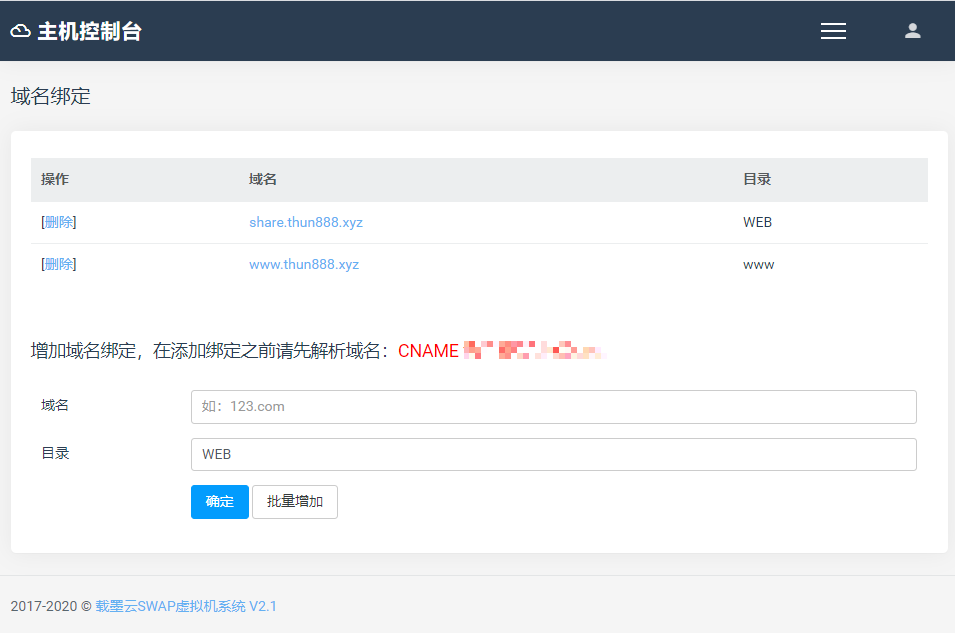 主机控制台
域名绑定
操作 域名 目录
[删除] share.thun888.xyz WEB
[删除] www.thun888.xyz www
增加域名绑定，在添加绑定之前请先解析域名：CNAME
域名 如：123.com
目录 WEB
确定 批量增加
2017-2020 © 载墨云SWAP虚拟机系统 V2.1